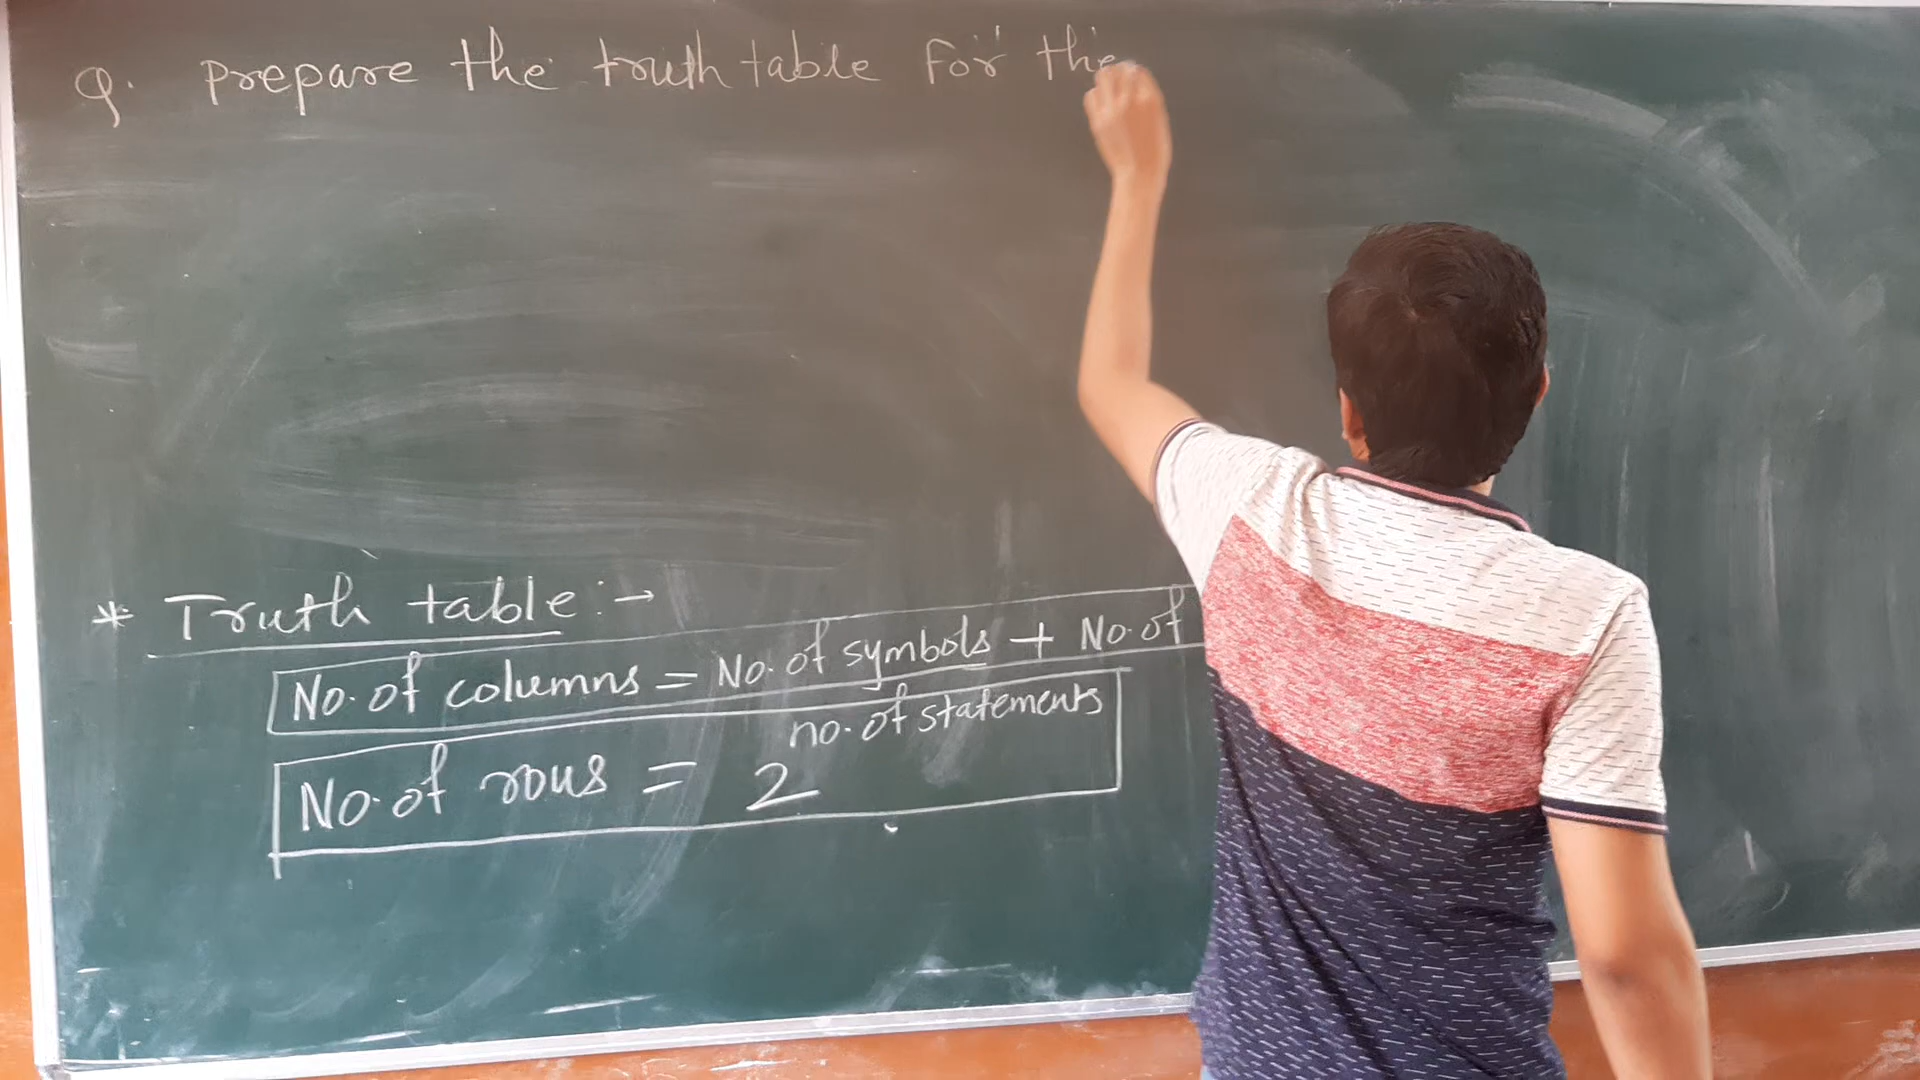 Q. Prepare the truth table for the
* Truth table :- →
No. of columns = No. of symbols + No. of
No. of rows = 2 no. of statements